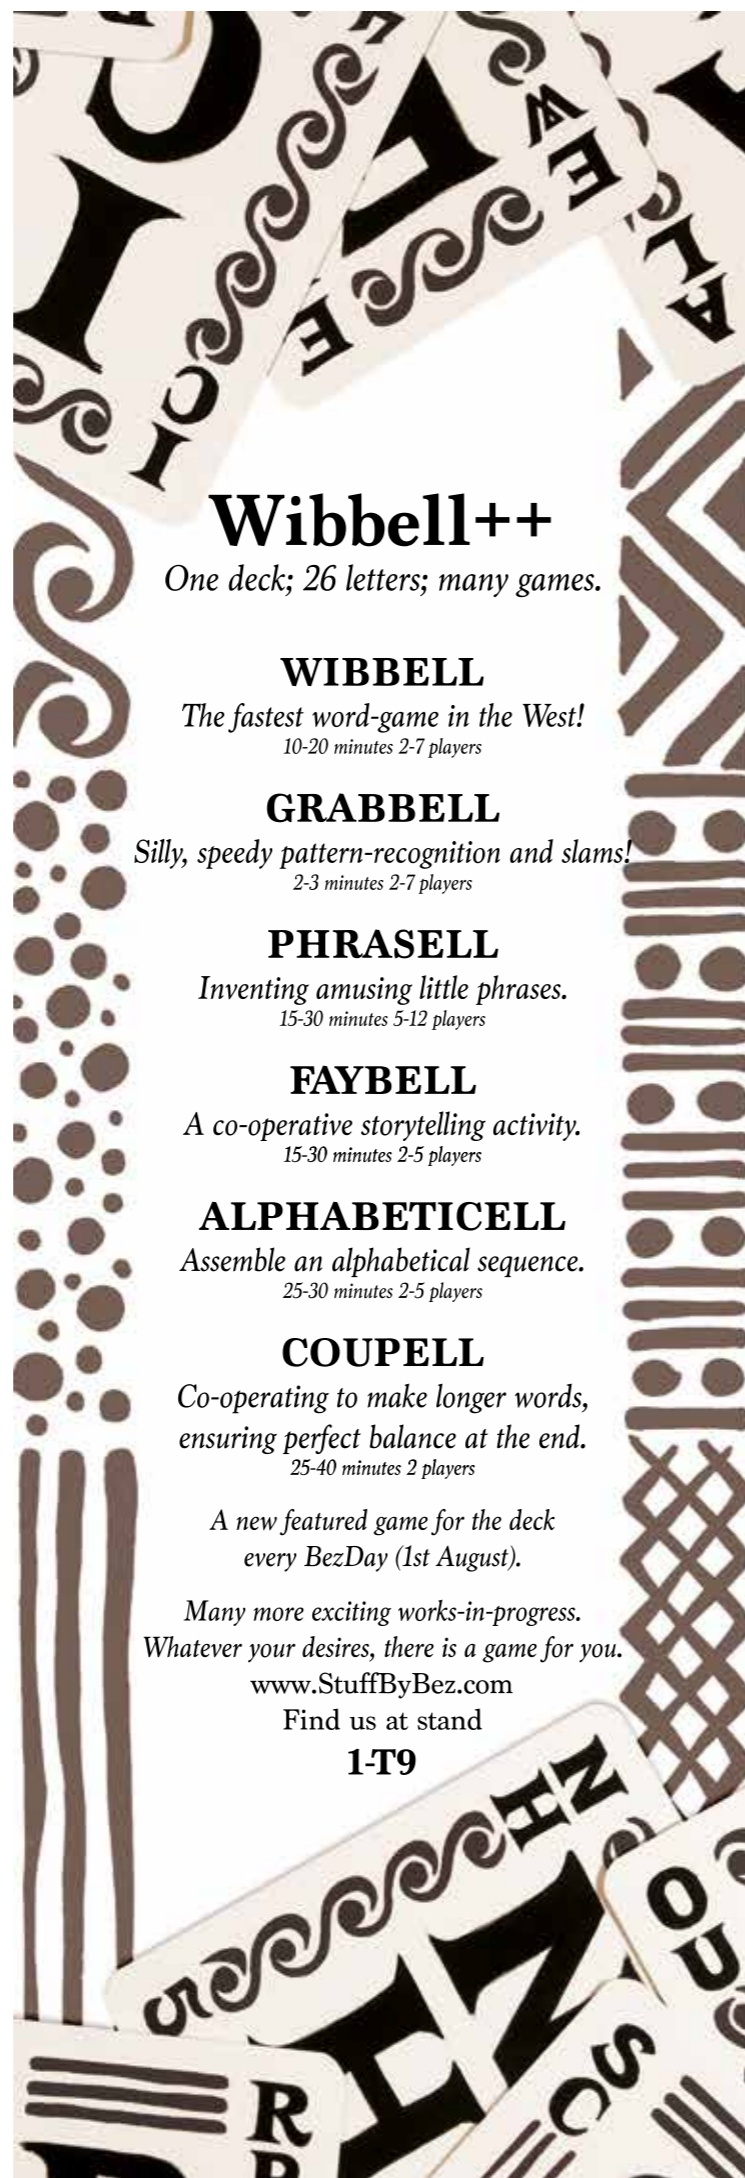 I C
I C
E
W E
A L
Wibbell++
One deck; 26 letters; many games.
WIBBELL
The fastest word-game in the West!
10-20 minutes 2-7 players
GRABBELL
Silly, speedy pattern-recognition and slams!
2-3 minutes 2-7 players
PHRASELL
Inventing amusing little phrases.
15-30 minutes 5-12 players
FAYBELL
A co-operative storytelling activity.
15-30 minutes 2-5 players
ALPHABETICELL
Assemble an alphabetical sequence.
25-30 minutes 2-5 players
COUPELL
Co-operating to make longer words,
ensuring perfect balance at the end.
25-40 minutes 2 players
A new featured game for the deck
every BezDay (1st August).
Many more exciting works-in-progress.
Whatever your desires, there is a game for you.
www.StuffByBez.com
Find us at stand
1-T9
H N
H N
O U
S C
R